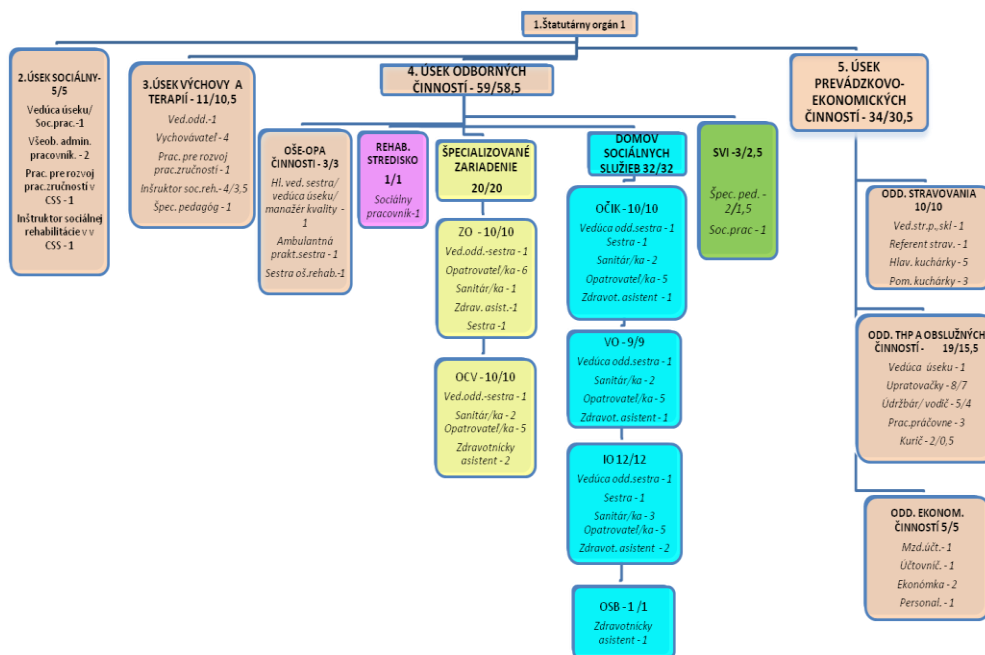 1.Štatutárny orgán 1
2.ÚSEK SOCIÁLNY-
5/5
Vedúca úseku/
Soc.prac.-1
Všeob. admin.
pracovník. - 2
Prac. pre rozvoj
prac.zručností v
CSS - 1
Inštruktor sociálnej
rehabilitácie v v
CSS - 1
3.ÚSEK VÝCHOVY A
TERAPIÍ - 11/10,5
Ved.odd.-1
Vychovávateľ - 4
Prac. pre rozvoj
prac.zručností - 1
Inšruktor soc.reh.- 4/3,5
Špec. pedagóg - 1
4. ÚSEK ODBORNÝCH
ČINNOSTÍ - 59/58,5
OŠE-OPA
ČINNOSTI - 3/3
Hl. ved. sestra/
vedúca úseku/
manažér kvality -
1
Ambulantná
prakt.sestra - 1
Sestra oš.rehab.-1
REHAB.
STREDISKO
1/1
Sociálny
pracovník-1
ŠPECIALIZOVANÉ
ZARIADENIE
20/20
ZO - 10/10
Ved.odd.-sestra - 1
Opatrovateľ/ka - 6
Sanitár/ka - 1
Zdrav. asist.-1
Sestra -1
OCV - 10/10
Ved.odd.-sestra - 1
Sanitár/ka - 2
Opatrovateľ/ka - 5
Zdravotnícky
asistent - 2
DOMOV
SOCIÁLNYCH
SLUŽIEB 32/32
OČIK - 10/10
Vedúca odd.sestra - 1
Sestra - 1
Sanitár/ka - 2
Opatrovateľ/ka - 5
Zdravot. asistent - 1
VO - 9/9
Vedúca odd.sestra - 1
Sanitár/ka - 2
Opatrovateľ/ka - 5
Zdravot. asistent - 1
IO 12/12
Vedúca odd.sestra - 1
Sestra - 1
Sanitár/ka - 3
Opatrovateľ/ka - 5
Zdravot. asistent - 2
OSB - 1 /1
Zdravotnícky
asistent - 1
SVI -3/2,5
Špec. ped. -
2/1,5
Soc.prac - 1
5. ÚSEK
PREVÁDZKOVO-
EKONOMICKÝCH
ČINNOSTÍ - 34/30,5
ODD. STRAVOVANIA
10/10
Ved.str.p.,skl - 1
Referent strav. - 1
Hlav. kuchárky - 5
Pom. kuchárky - 3
ODD. THP A OBSLUŽNÝCH
ČINNOSTÍ - 19/15,5
Vedúca úseku - 1
Upratovačky - 8/7
Údržbár/ vodič - 5/4
Prac.práčovne - 3
Kurič - 2/0,5
ODD. EKONOM.
ČINNOSTÍ 5/5
Mzd.účt.- 1
Účtovníč. - 1
Ekonómka - 2
Personal. - 1